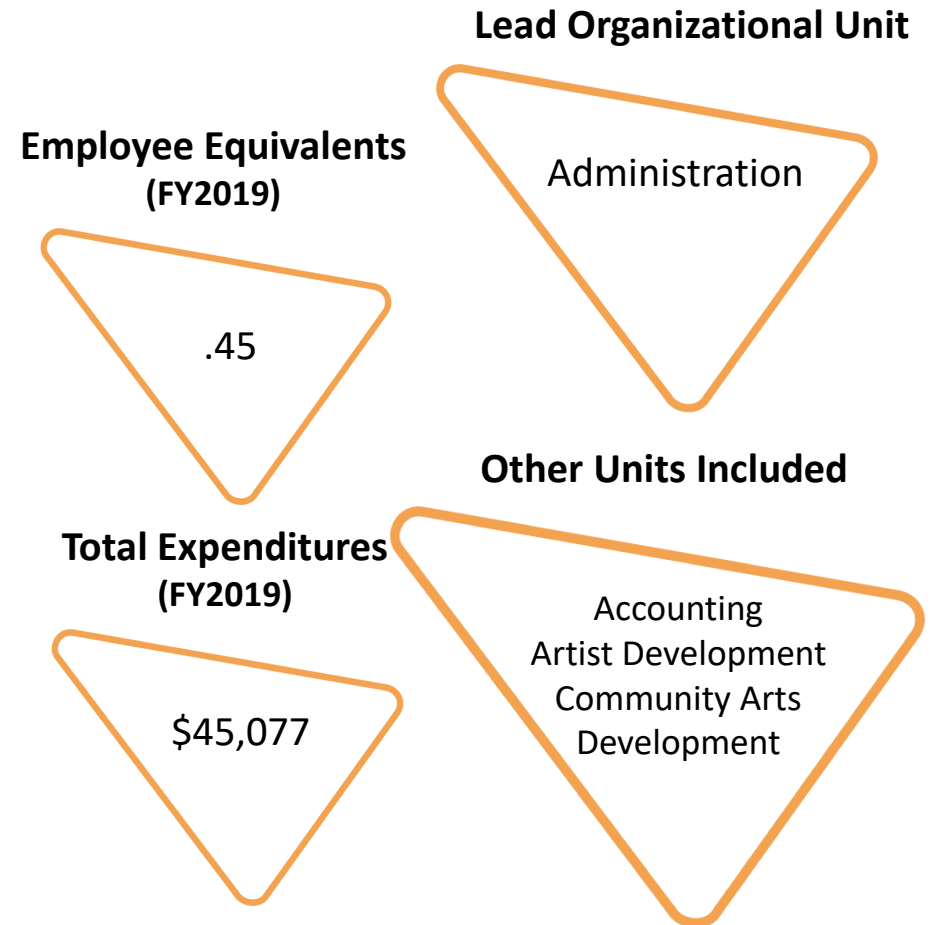 Lead Organizational Unit
Administration
Employee Equivalents
(FY2019)
.45
Other Units Included
Accounting
Artist Development
Community Arts
Development
Total Expenditures
(FY2019)
$45,077